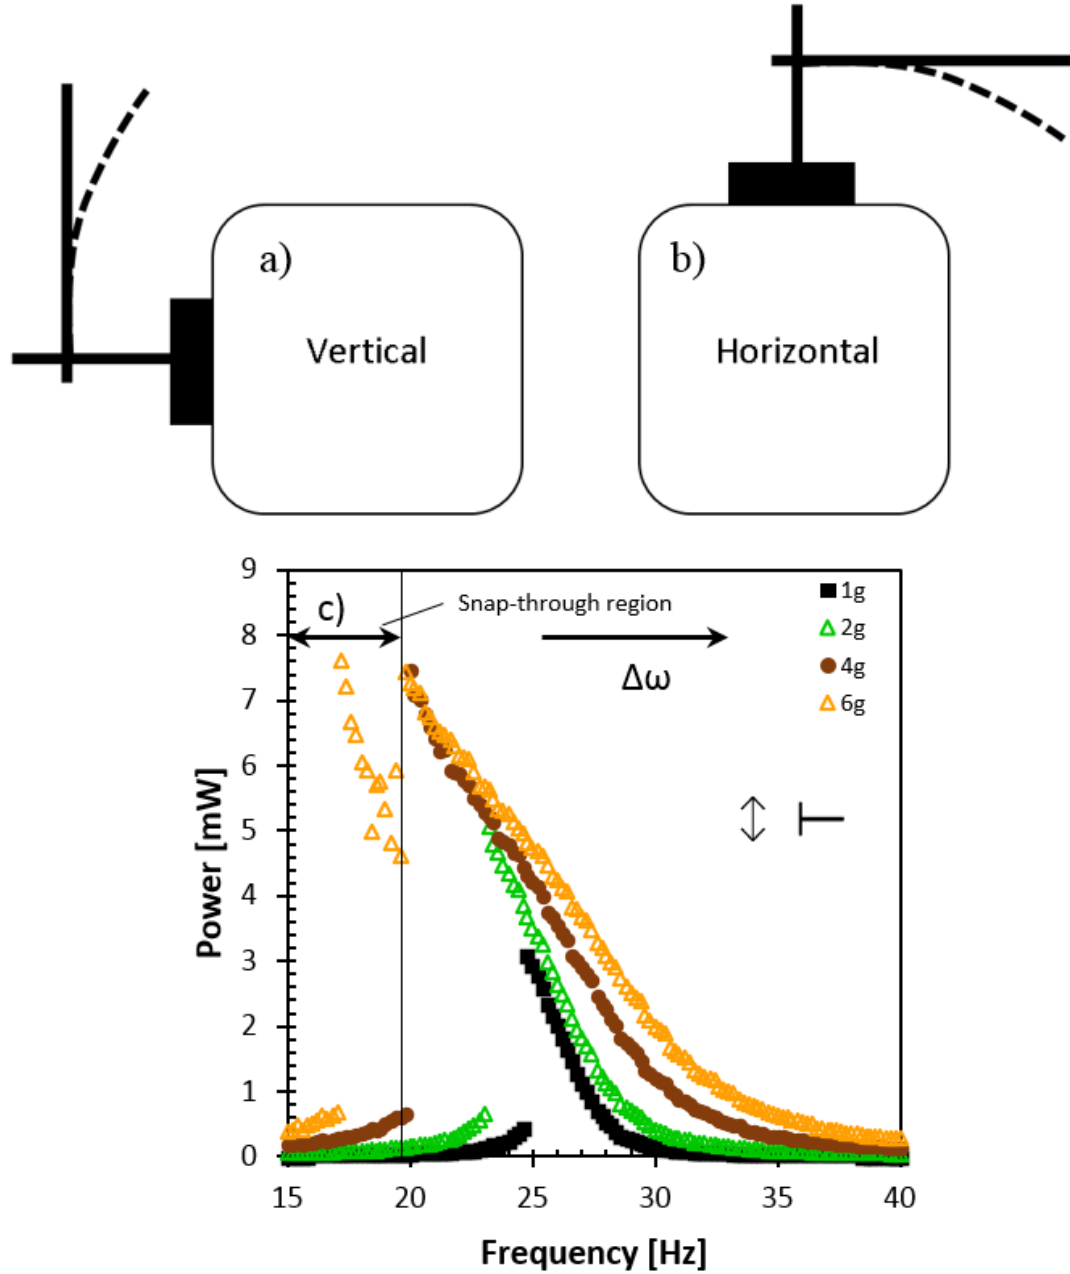 a)
Vertical
b)
Horizontal
c)
Snap-through region
Δω
1g
2g
4g
6g
Power [mW]
9
8
7
6
5
4
3
2
1
0
15 20 25 30 35 40
Frequency [Hz]